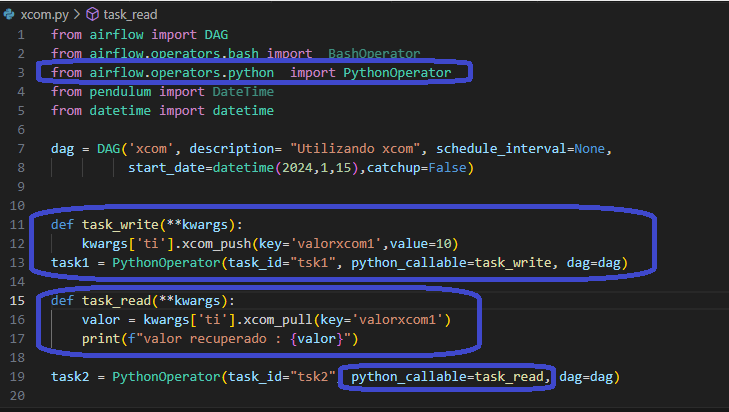 xcom.py > task_read
1 from airflow import DAG
2 from airflow.operators.bash import  BashOperator
3 from airflow.operators.python  import PythonOperator
4 from pendulum import DateTime
5 from datetime import datetime
6
7 dag = DAG('xcom', description= "Utilizando xcom", schedule_interval=None,
8 start_date=datetime(2024,1,15),catchup=False)
9
10
11 def task_write(**kwargs):
12 kwargs['ti'].xcom_push(key='valorxcom1',value=10)
13 task1 = PythonOperator(task_id="tsk1", python_callable=task_write, dag=dag)
14
15 def task_read(**kwargs):
16 valor = kwargs['ti'].xcom_pull(key='valorxcom1')
17 print(f"valor recuperado : {valor}")
18
19 task2 = PythonOperator(task_id="tsk2", python_callable=task_read, dag=dag)
20